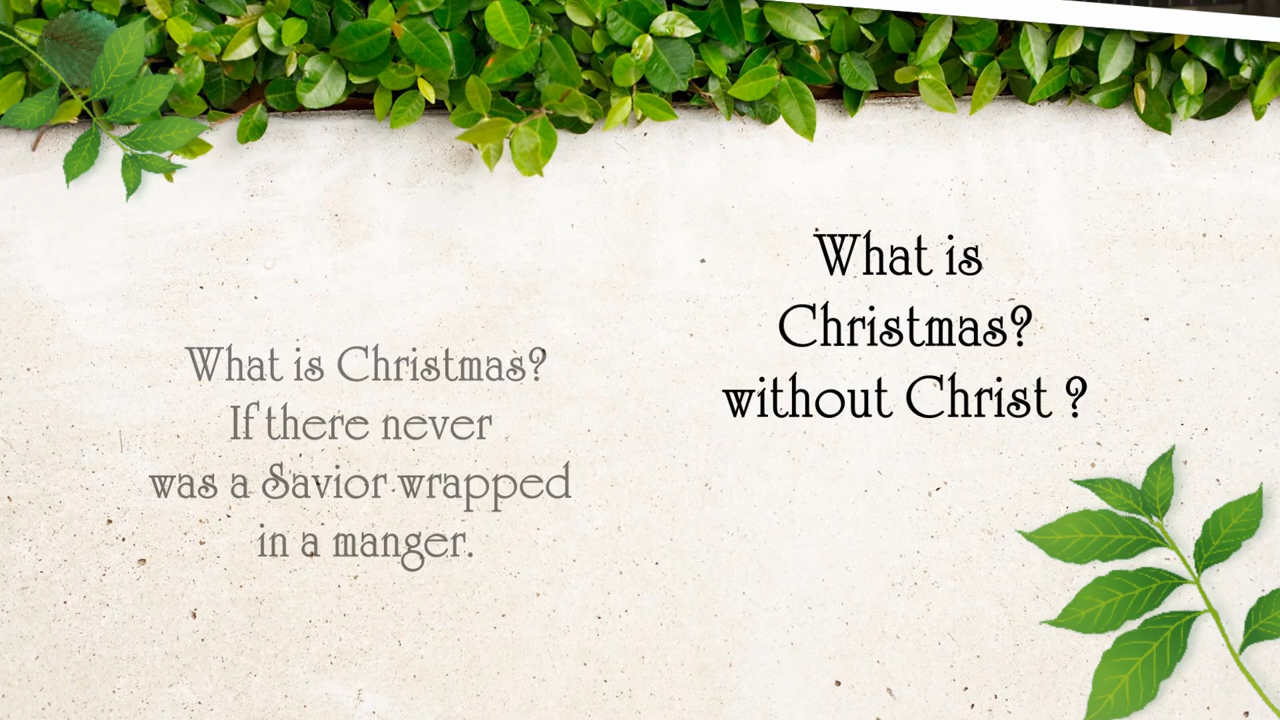 What is Christmas?
If there never
was a Savior wrapped
in a manger.
What is
Christmas?
without Christ ?